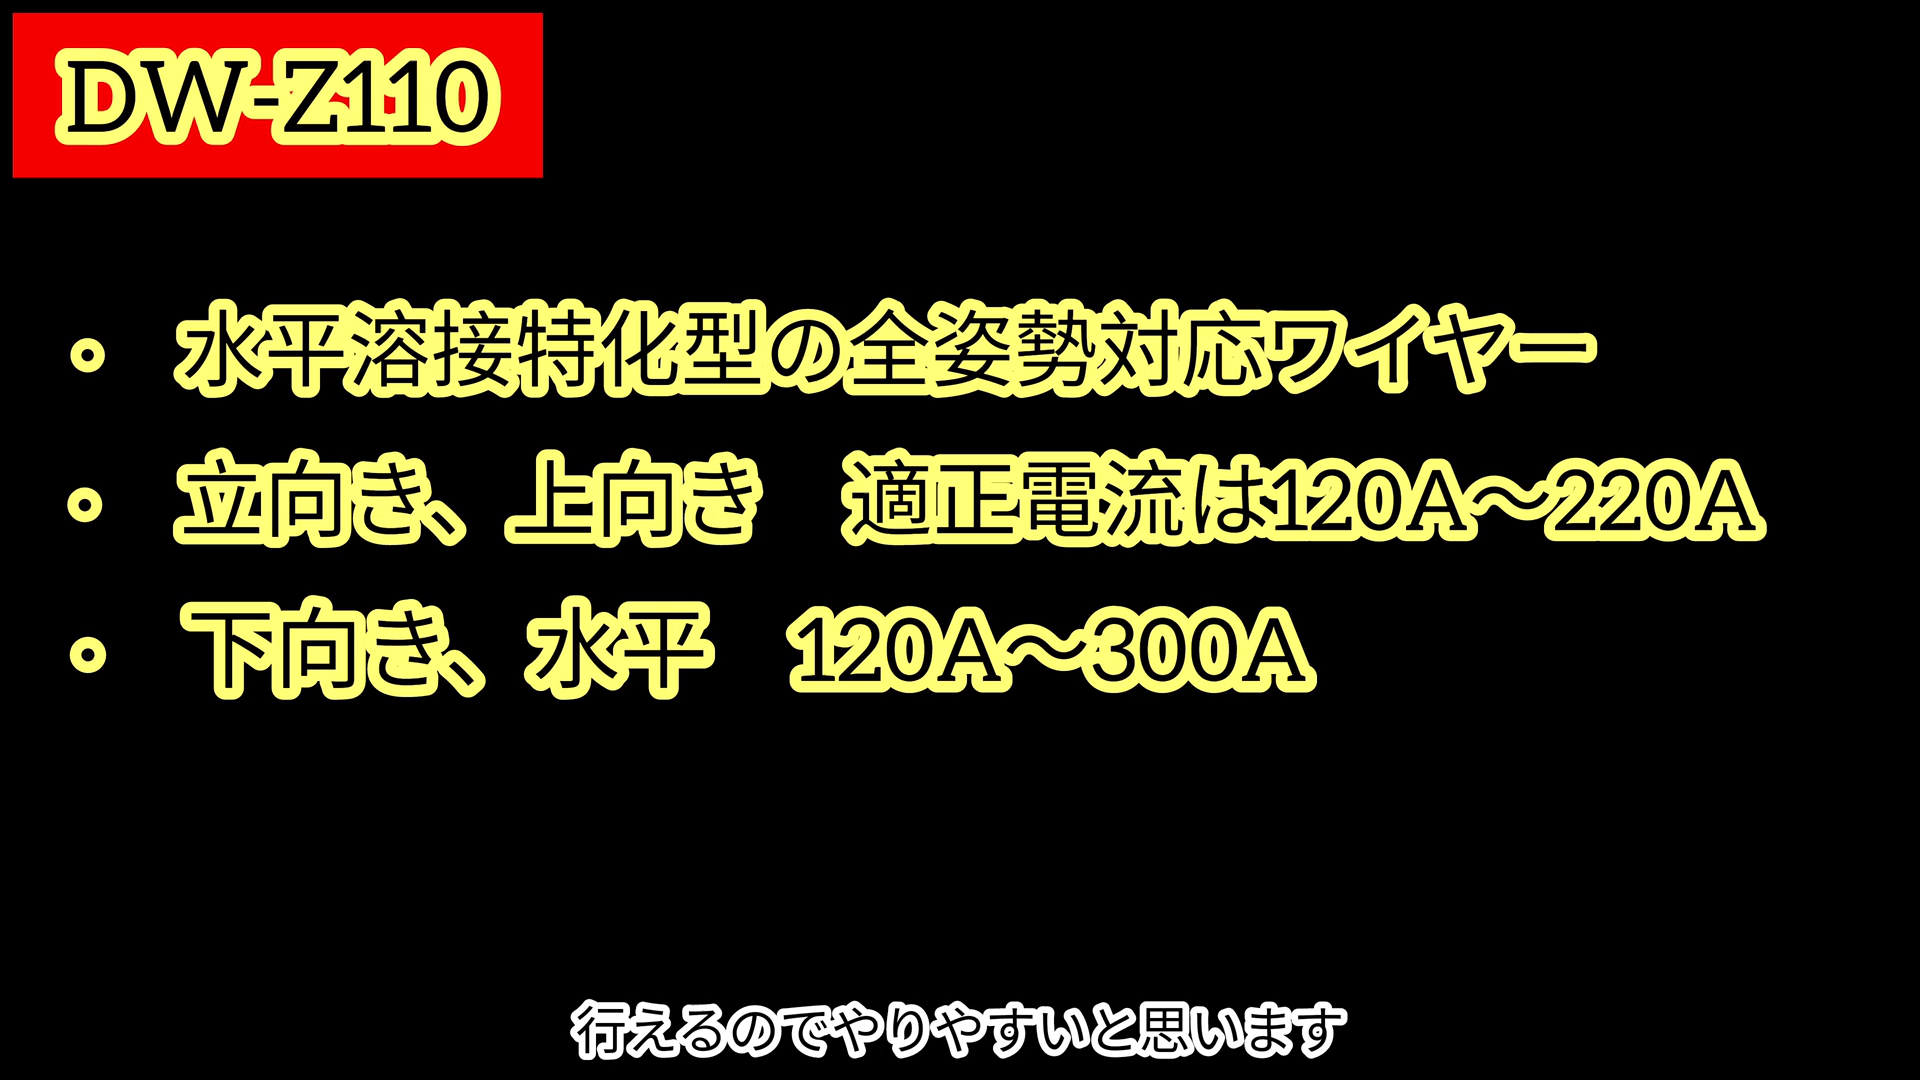 DW-Z110
• 水平溶接特化型の全姿勢対応ワイヤー
• 立向き、上向き　適正電流は120A〜220A
• 下向き、水平　120A〜300A
行えるのでやりやすいと思います